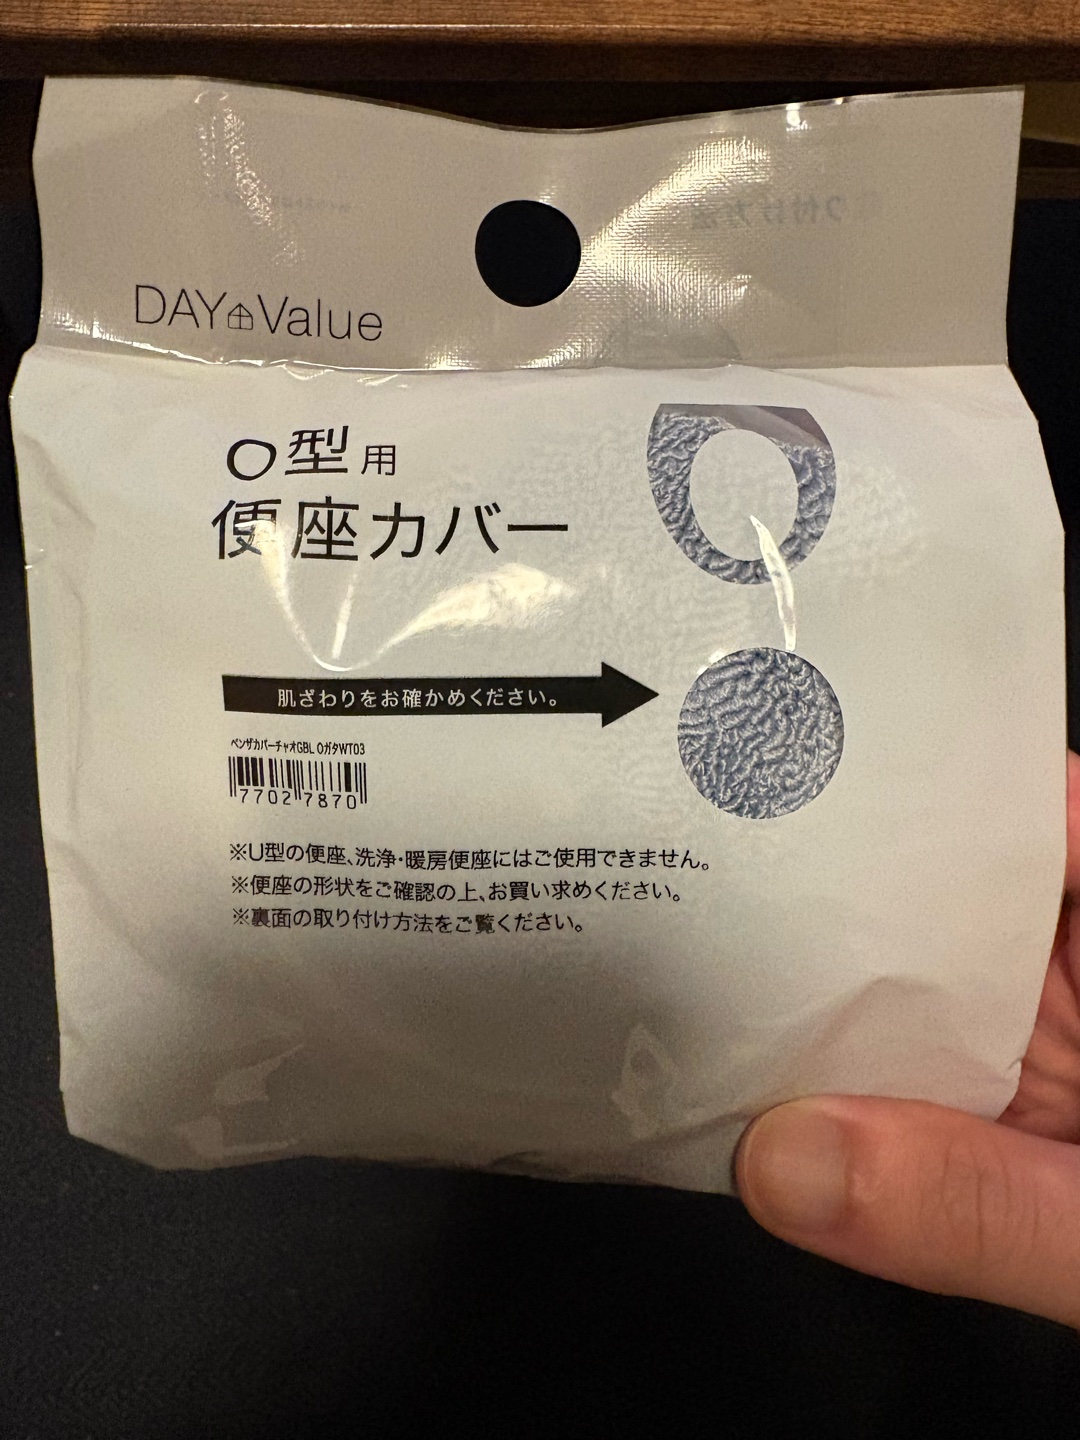 DAY Value
O型用
便座カバー
肌ざわりをお確かめください。
ベンザカバーチャオGBL OガタWT03
7702 7870
※U型の便座、洗浄・暖房便座にはご使用できません。
※便座の形状をご確認の上、お買い求めください。
※裏面の取り付け方法をご覧ください。